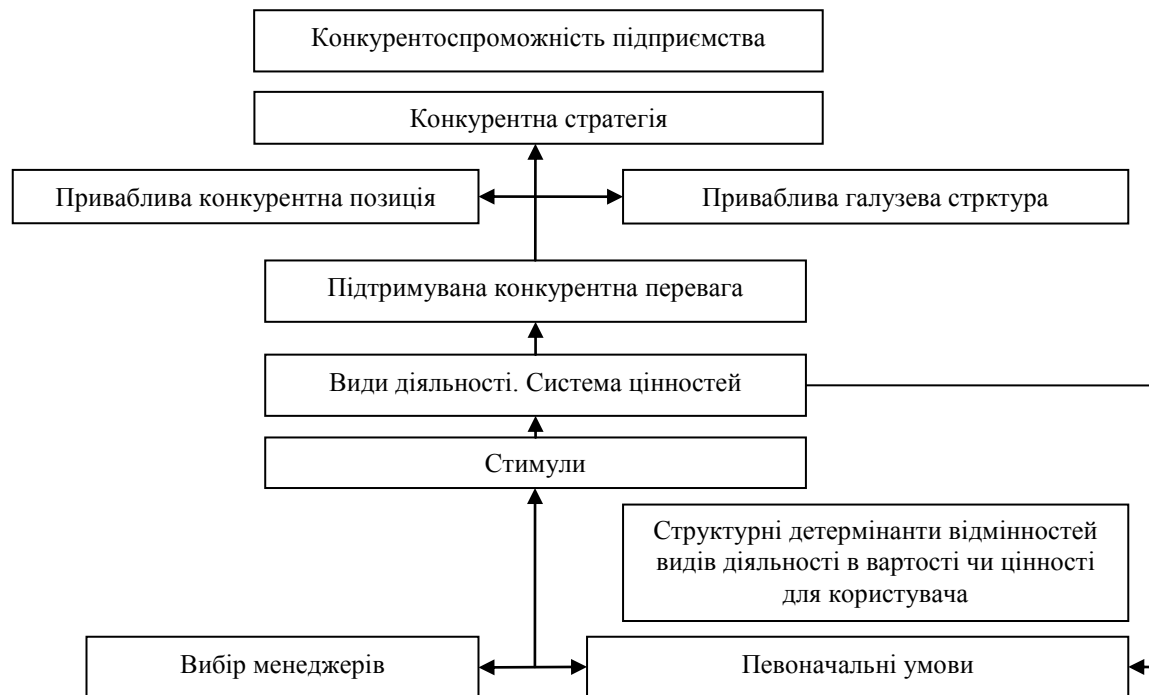 Конкурентоспроможність підприємства
Конкурентна стратегія
Приваблива конкурентна позиція
Приваблива галузева стрктура
Підтримувана конкурентна перевага
Види діяльності. Система цінностей
Стимули
Структурні детермінанти відмінностей
видів діяльності в вартості чи цінності
для користувача
Вибір менеджерів
Певоначальні умови